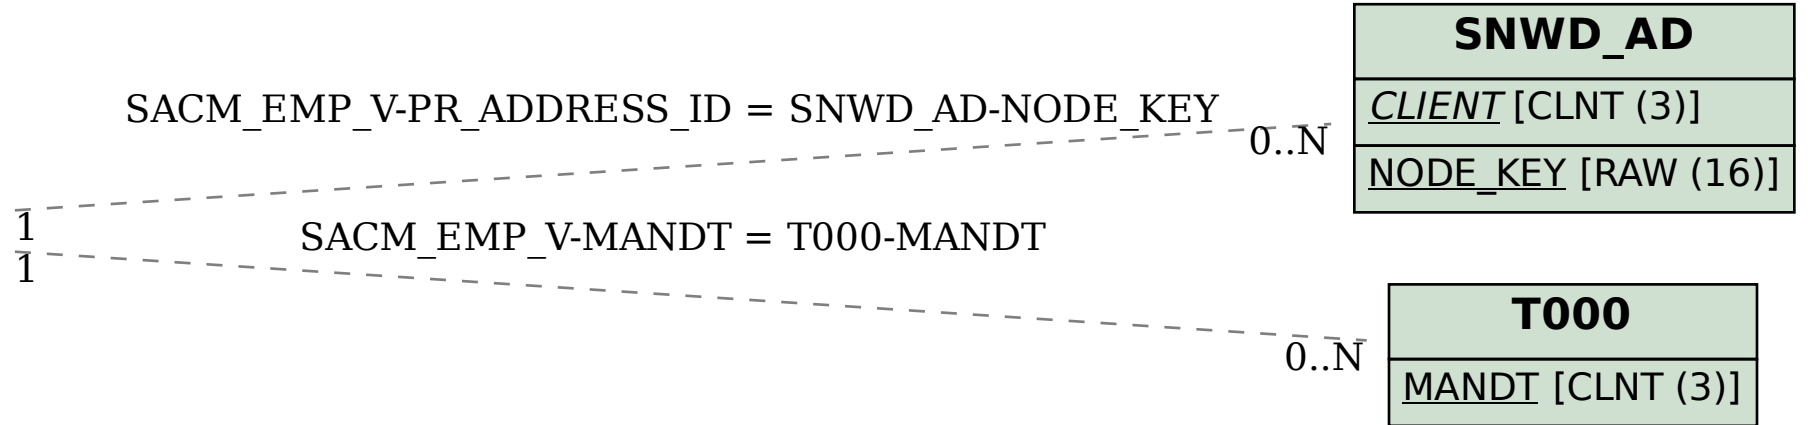 SNWD_AD
CLIENT [CLNT (3)]
NODE_KEY [RAW (16)]
SACM_EMP_V-PR_ADDRESS_ID = SNWD_AD-NODE_KEY
0..N
1
SACM_EMP_V-MANDT = T000-MANDT
1
0..N
T000
MANDT [CLNT (3)]